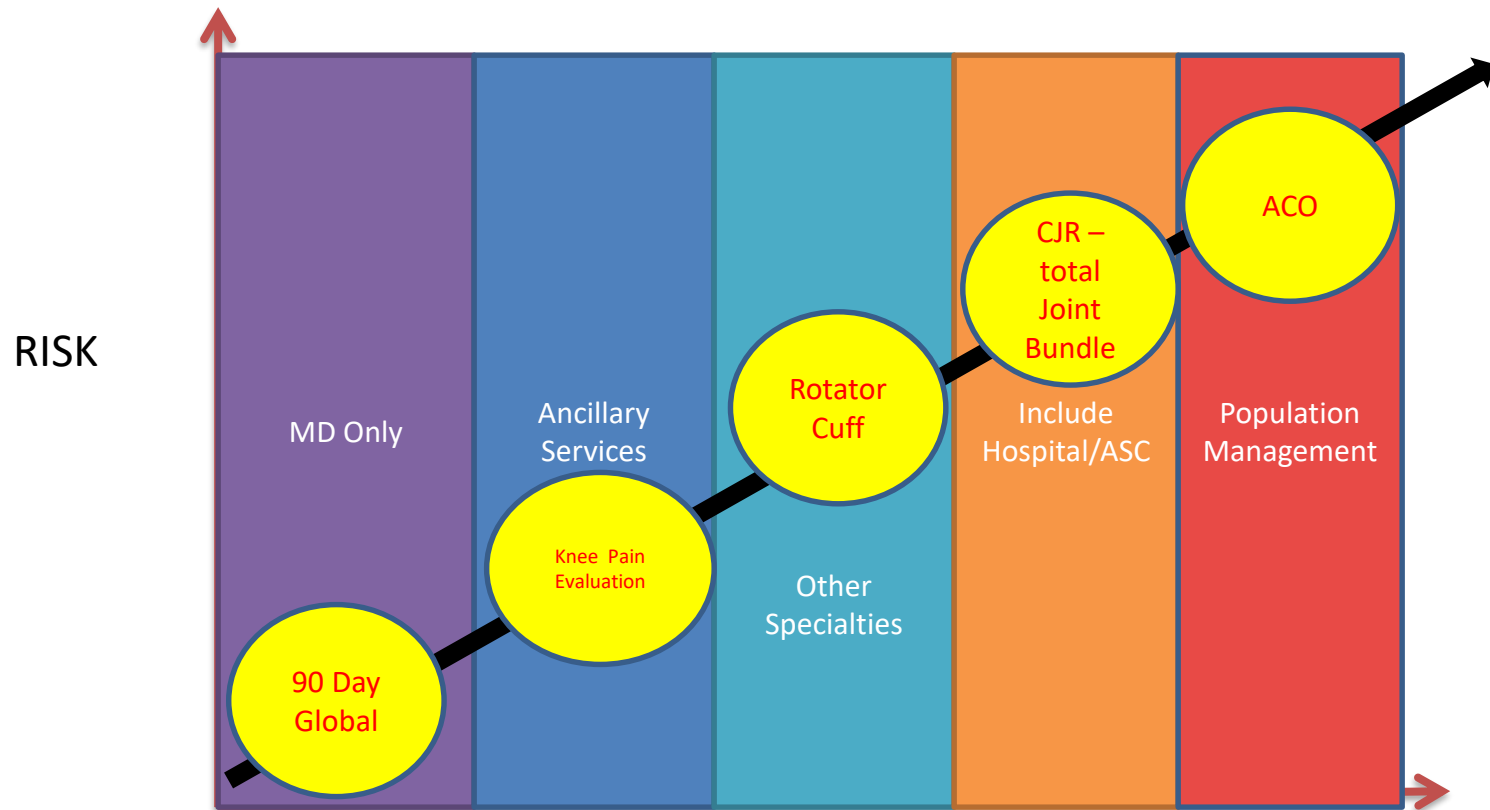 RISK
MD Only
90 Day
Global
Ancillary
Services
Knee Pain
Evaluation
Rotator
Cuff
Other
Specialties
CJR –
total
Joint
Bundle
Include
Hospital/ASC
ACO
Population
Management